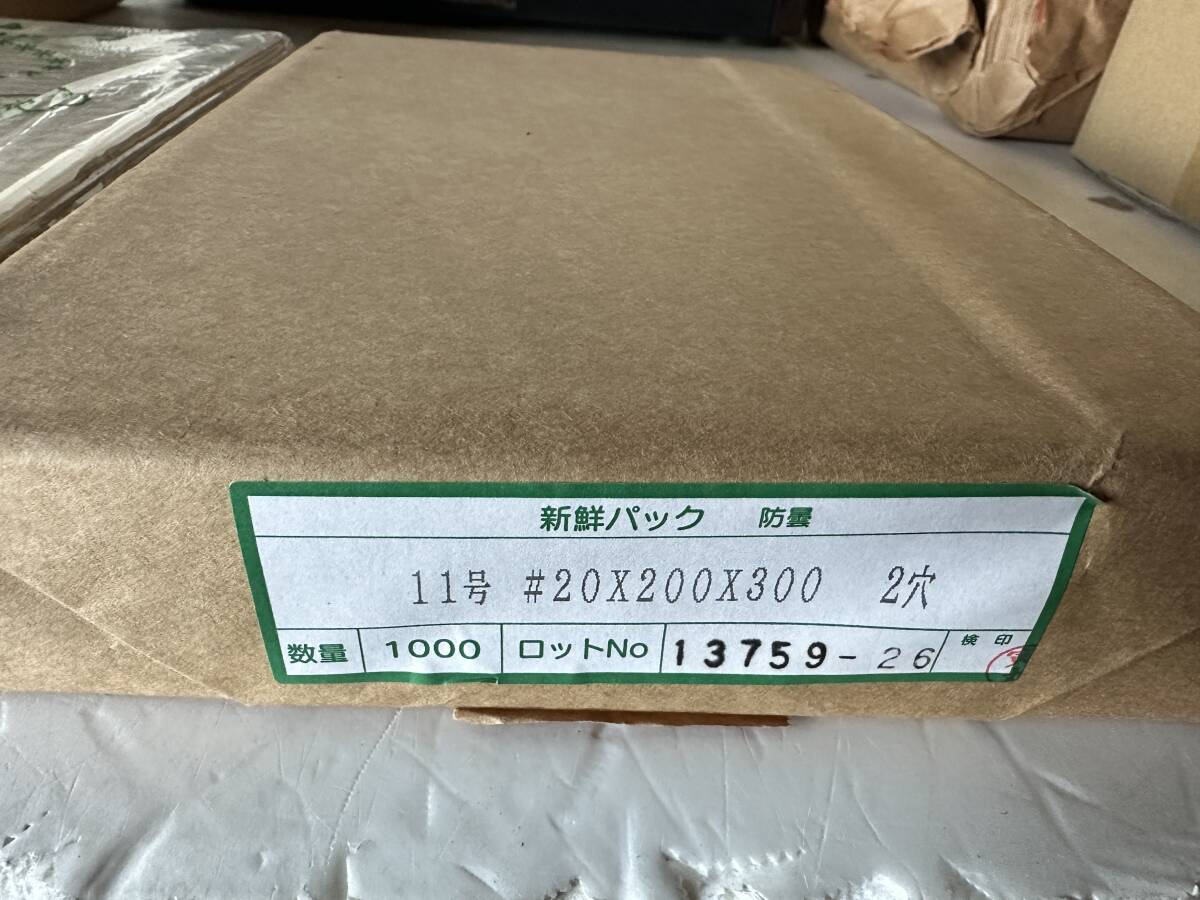 新鮮パック 防曇
11号 #20X200X300 2穴
数量 1000 ロットNo 13759-26 検印